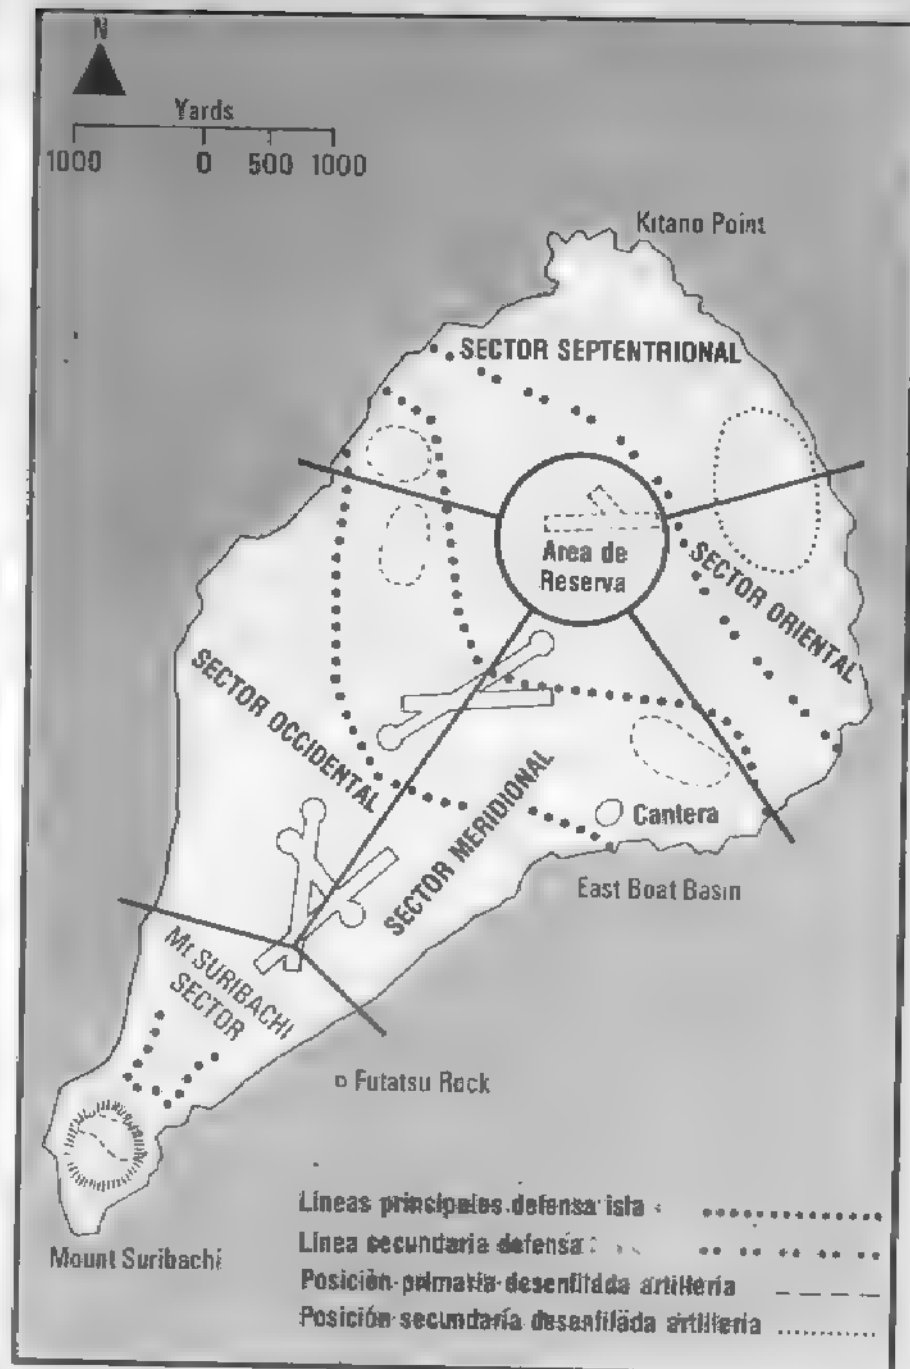 N
Yards
1000 0 500 1000
Kitano Point
SECTOR SEPTENTRIONAL
Area de
Reserva
SECTOR ORIENTAL
SECTOR OCCIDENTAL
SECTOR MERIDIONAL
Cantera
East Boat Basin
Mt SURIBACHI
SECTOR
Futatsu Rock
Mount Suribachi
Líneas principales defensa isla
Línea secundaria defensa
Posición primaria desenfilada artillería
Posición secundaría desenfilada artillería